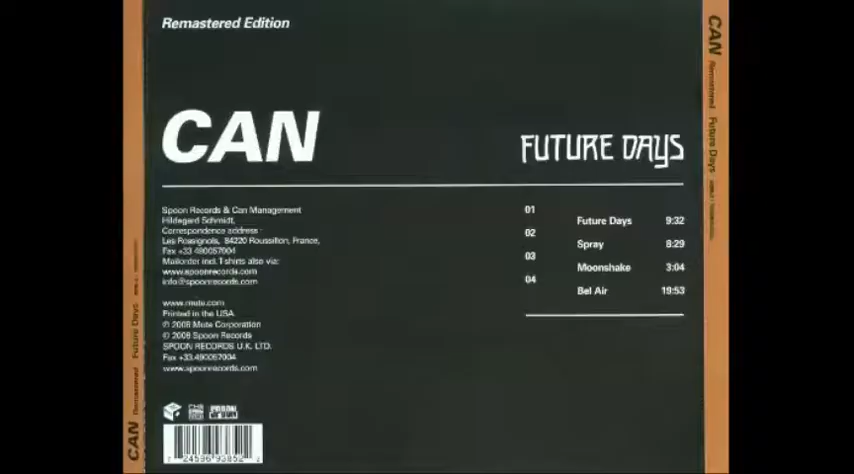 Remastered Edition
CAN
FUTURE DAYS
Spoon Records & Can Management
Hildegard Schmidt,
Correspondence address :
Les Rossignols, 84220 Roussillon, France,
Fax +33.490057004
Mailorder incl. T-shirts also via:
www.spoonrecords.com
info@spoonrecords.com
www.mute.com
Printed in the USA.
℗ 2008 Mute Corporation
© 2008 Spoon Records
SPOON RECORDS U.K. LTD.
Fax +33.490057004
www.spoonrecords.com
01
Future Days 9:32
02
Spray 8:29
03
Moonshake 3:04
04
Bel Air 19:53
7 24596 93852
CAN Remastered Future Days
CAN Remastered Future Days